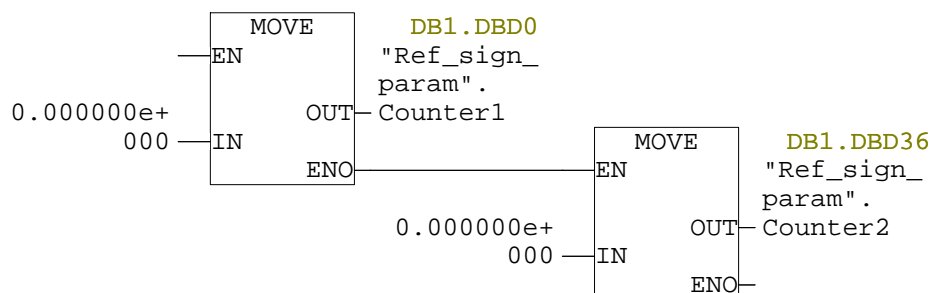 MOVE
DB1.DBD0
EN
"Ref_sign_
param".
0.000000e+
OUT
Counter1
000
IN
ENO
MOVE
DB1.DBD36
EN
"Ref_sign_
param".
0.000000e+
OUT
Counter2
000
IN
ENO